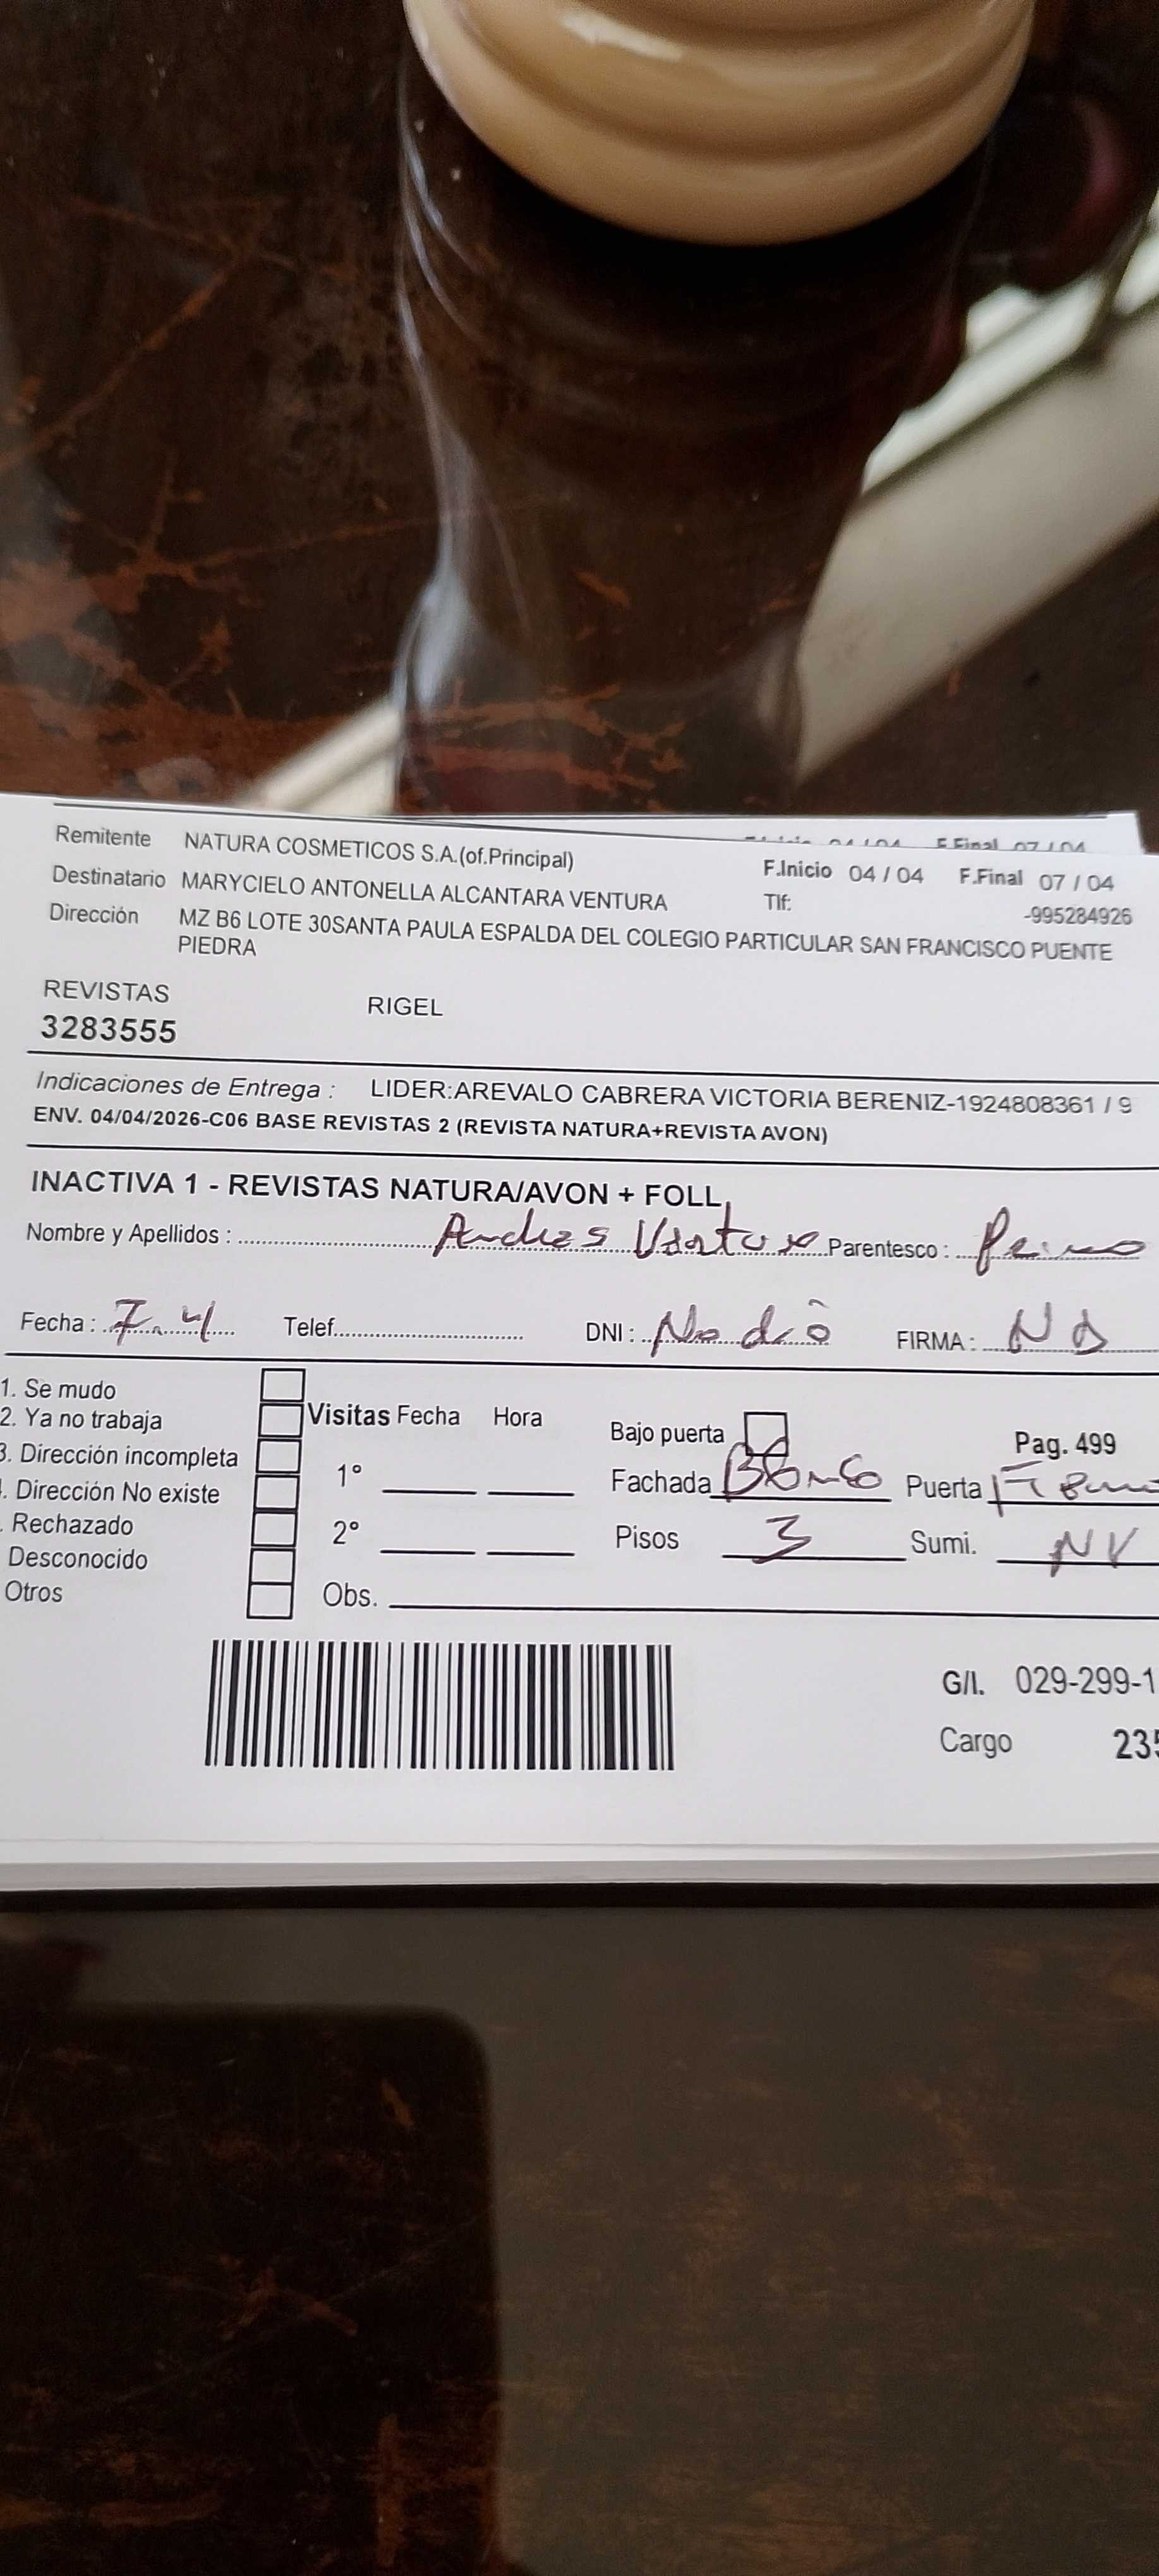 F.Final 07/04
Remitente NATURA COSMETICOS S.A.(of.Principal) F.Inicio 04 / 04 F.Final 07 / 04
Destinatario MARYCIELO ANTONELLA ALCANTARA VENTURA Tlf: -995284926
Dirección MZ B6 LOTE 30SANTA PAULA ESPALDA DEL COLEGIO PARTICULAR SAN FRANCISCO PUENTE
PIEDRA
REVISTAS RIGEL
3283555
Indicaciones de Entrega : LIDER:AREVALO CABRERA VICTORIA BERENIZ-1924808361 / 9
ENV. 04/04/2026-C06 BASE REVISTAS 2 (REVISTA NATURA+REVISTA AVON)
INACTIVA 1 - REVISTAS NATURA/AVON + FOLL
Nombre y Apellidos : Andres Parentesco :
Fecha : 7.4 Telef. DNI : No dio FIRMA : ND
1. Se mudo
2. Ya no trabaja Visitas Fecha Hora Bajo puerta Pag. 499
3. Dirección incompleta 1° Fachada Blanco Puerta
. Dirección No existe
. Rechazado 2° Pisos 3 Sumi. NV
Desconocido
Otros Obs.
G/I. 029-299-1
Cargo 235